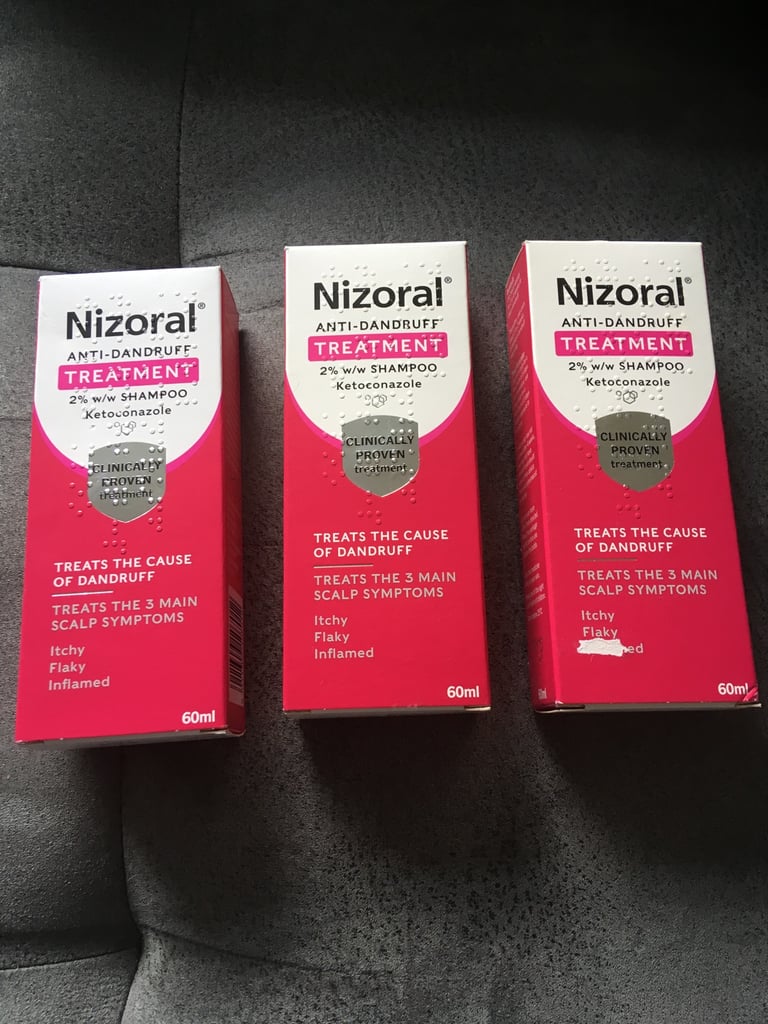 Nizoral®
ANTI-DANDRUFF
TREATMENT
2% w/w SHAMPOO
Ketoconazole
CLINICALLY
PROVEN
treatment
TREATS THE CAUSE
OF DANDRUFF
TREATS THE 3 MAIN
SCALP SYMPTOMS
Itchy
Flaky
Inflamed
60ml
Nizoral®
ANTI-DANDRUFF
TREATMENT
2% w/w SHAMPOO
Ketoconazole
CLINICALLY
PROVEN
treatment
TREATS THE CAUSE
OF DANDRUFF
TREATS THE 3 MAIN
SCALP SYMPTOMS
Itchy
Flaky
Inflamed
60ml
Nizoral®
ANTI-DANDRUFF
TREATMENT
2% w/w SHAMPOO
Ketoconazole
CLINICALLY
PROVEN
treatment
TREATS THE CAUSE
OF DANDRUFF
TREATS THE 3 MAIN
SCALP SYMPTOMS
Itchy
Flaky
ed
60ml